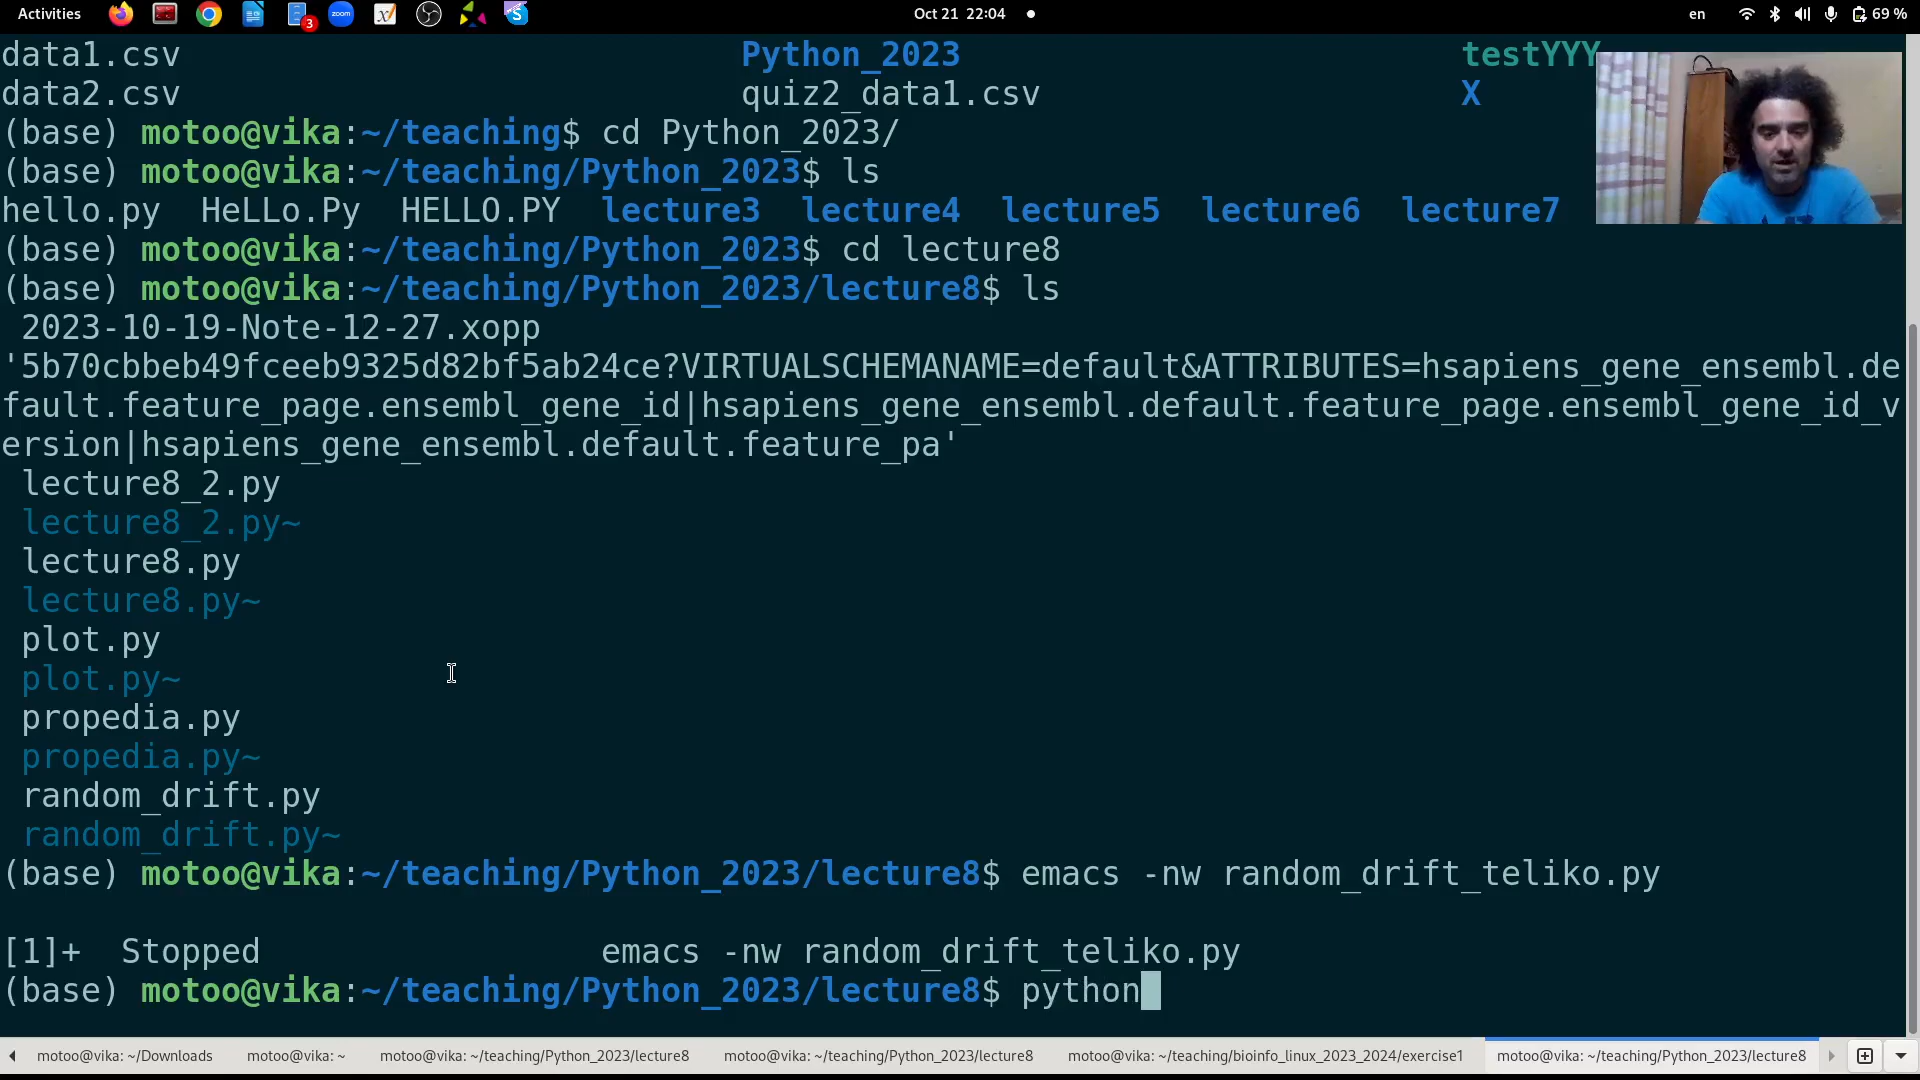 Activities
3
zoom
Oct 21 22:04
en
69 %
data1.csv Python_2023 testYYY
data2.csv quiz2_data1.csv X
(base) motoo@vika:~/teaching$ cd Python_2023/
(base) motoo@vika:~/teaching/Python_2023$ ls
hello.py HeLLo.Py HELLO.PY lecture3 lecture4 lecture5 lecture6 lecture7
(base) motoo@vika:~/teaching/Python_2023$ cd lecture8
(base) motoo@vika:~/teaching/Python_2023/lecture8$ ls
2023-10-19-Note-12-27.xopp
'5b70cbbeb49fceeb9325d82bf5ab24ce?VIRTUALSCHEMANAME=default&ATTRIBUTES=hsapiens_gene_ensembl.de
fault.feature_page.ensembl_gene_id|hsapiens_gene_ensembl.default.feature_page.ensembl_gene_id_v
ersion|hsapiens_gene_ensembl.default.feature_pa'
lecture8_2.py
lecture8_2.py~
lecture8.py
lecture8.py~
plot.py
plot.py~
propedia.py
propedia.py~
random_drift.py
random_drift.py~
(base) motoo@vika:~/teaching/Python_2023/lecture8$ emacs -nw random_drift_teliko.py
[1]+ Stopped emacs -nw random_drift_teliko.py
(base) motoo@vika:~/teaching/Python_2023/lecture8$ python
motoo@vika: ~/Downloads motoo@vika: ~ motoo@vika: ~/teaching/Python_2023/lecture8 motoo@vika: ~/teaching/Python_2023/lecture8 motoo@vika: ~/teaching/bioinfo_linux_2023_2024/exercise1 motoo@vika: ~/teaching/Python_2023/lecture8